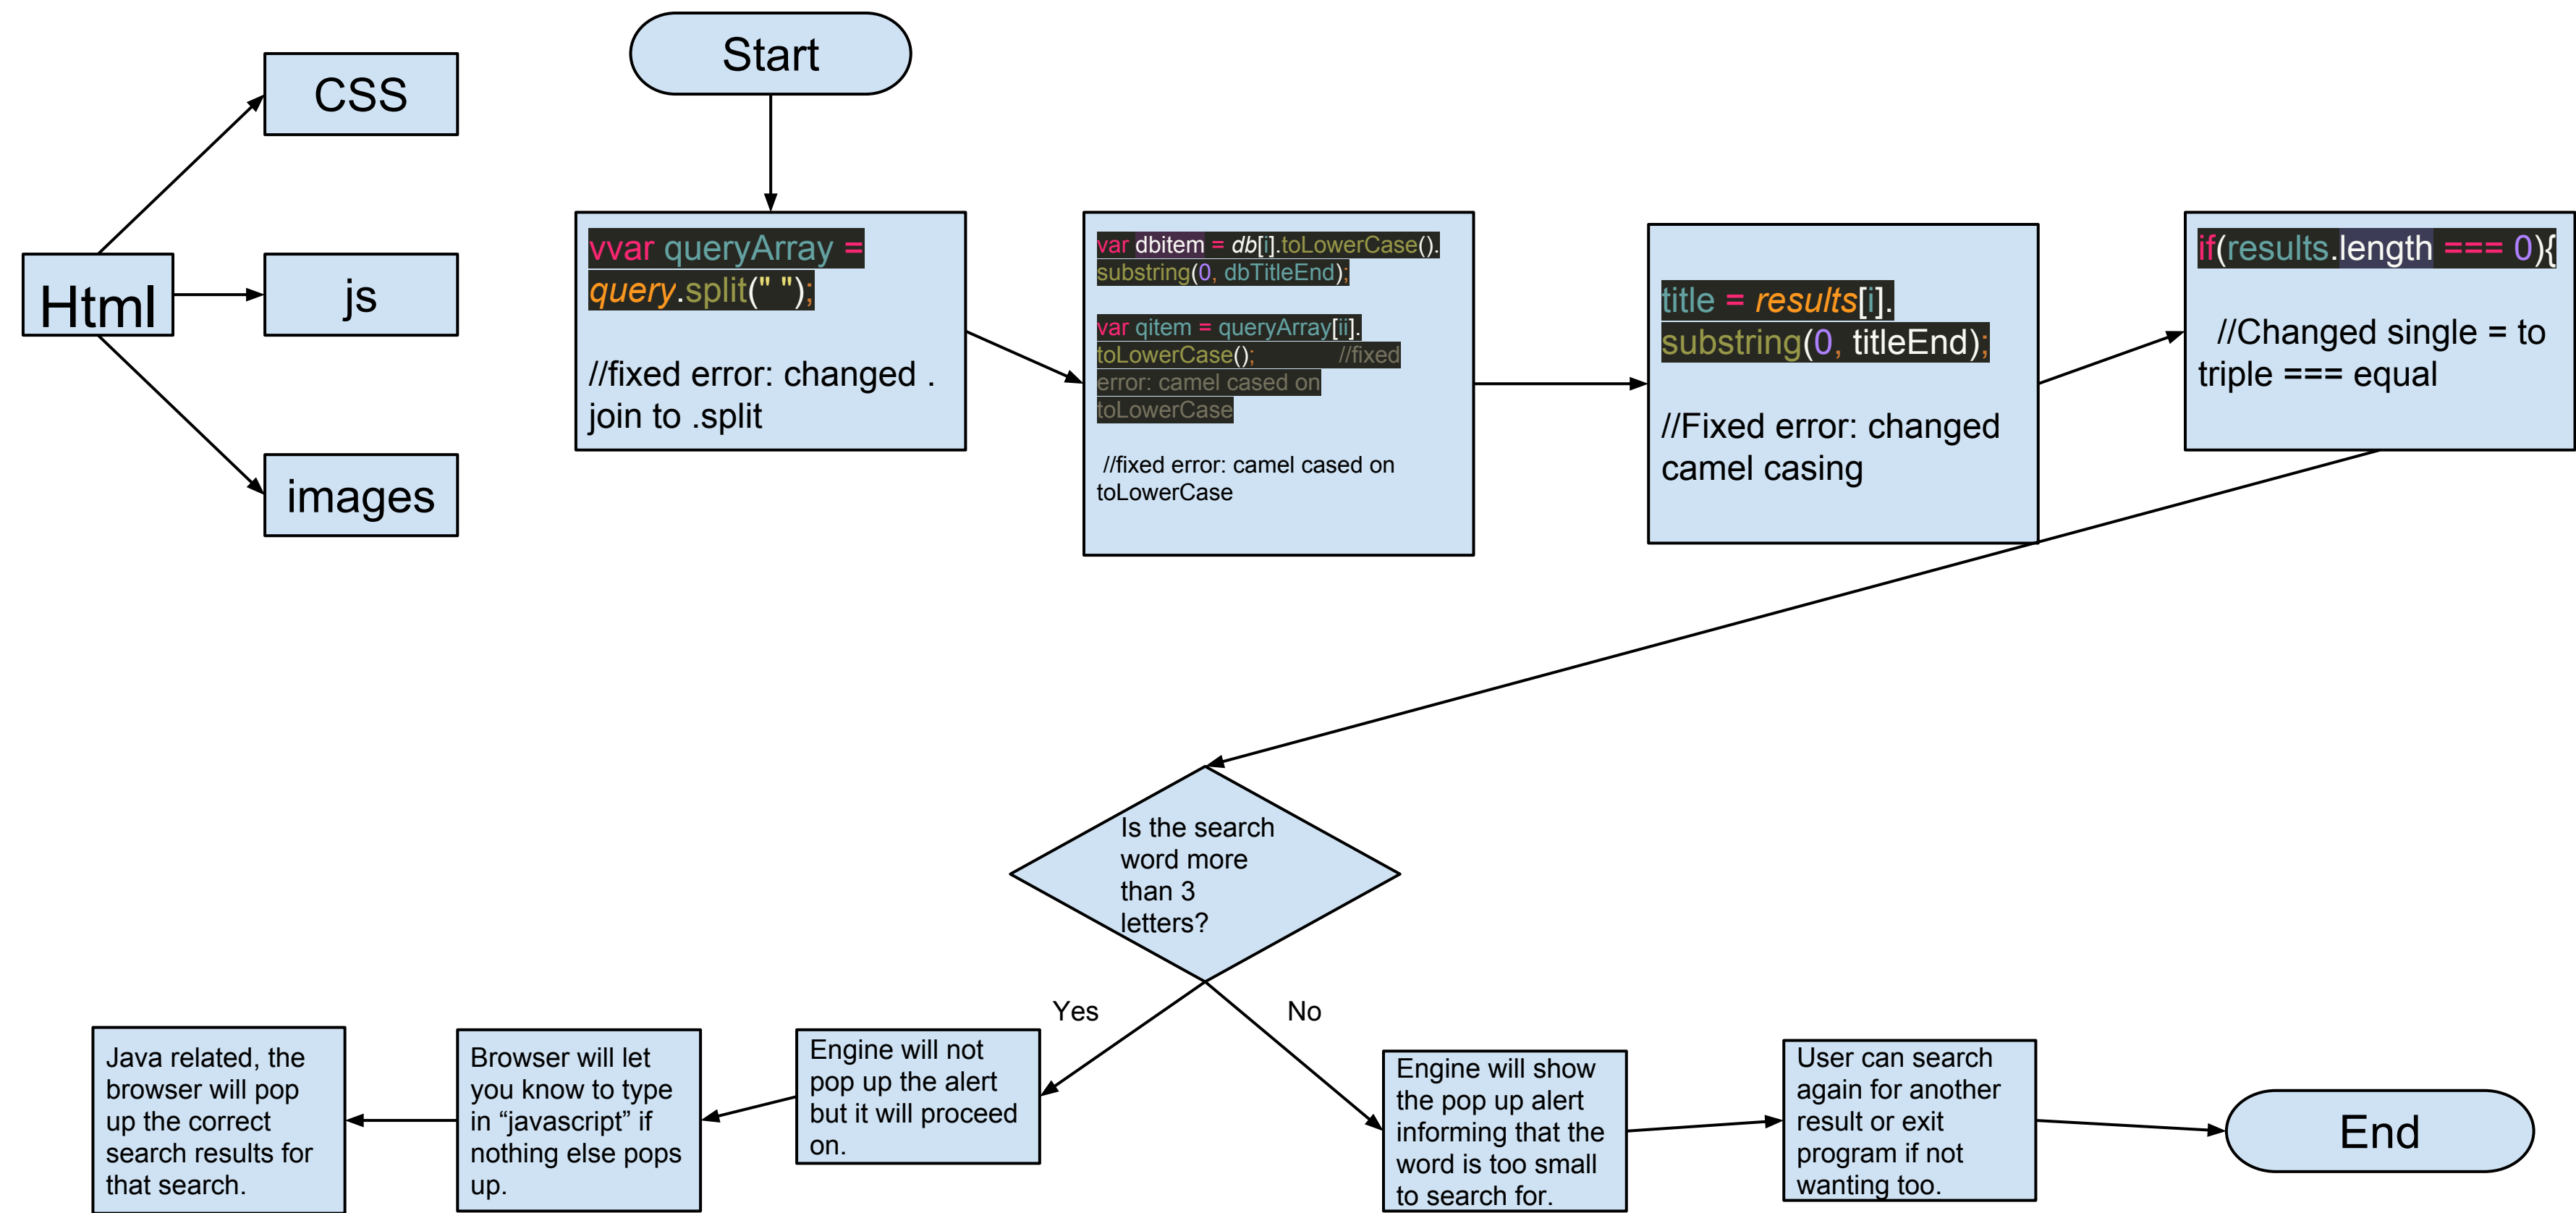 CSS
Html
js
images
Start
vvar queryArray =
query.split(" ");
//fixed error: changed .
join to .split
var dbitem = db[i].toLowerCase().
substring(0, dbTitleEnd);
var qitem = queryArray[ii].
toLowerCase(); //fixed
error: camel cased on
toLowerCase
//fixed error: camel cased on
toLowerCase
title = results[i].
substring(0, titleEnd);
//Fixed error: changed
camel casing
if(results.length === 0){
//Changed single = to
triple === equal
Is the search
word more
than 3
letters?
Yes
No
Java related, the
browser will pop
up the correct
search results for
that search.
Browser will let
you know to type
in “javascript” if
nothing else pops
up.
Engine will not
pop up the alert
but it will proceed
on.
Engine will show
the pop up alert
informing that the
word is too small
to search for.
User can search
again for another
result or exit
program if not
wanting too.
End